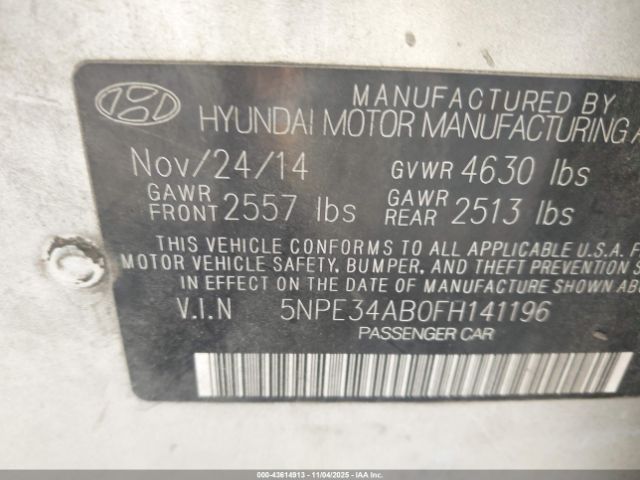 MANUFACTURED BY
HYUNDAI MOTOR MANUFACTURING
Nov/24/14 GVWR 4630 lbs
GAWR FRONT 2557 lbs GAWR REAR 2513 lbs
THIS VEHICLE CONFORMS TO ALL APPLICABLE U.S.A.
MOTOR VEHICLE SAFETY, BUMPER, AND THEFT PREVENTION
IN EFFECT ON THE DATE OF MANUFACTURE SHOWN
V.I.N 5NPE34AB0FH141196
PASSENGER CAR
000-43614913 - 11/04/2025 - IAA Inc.